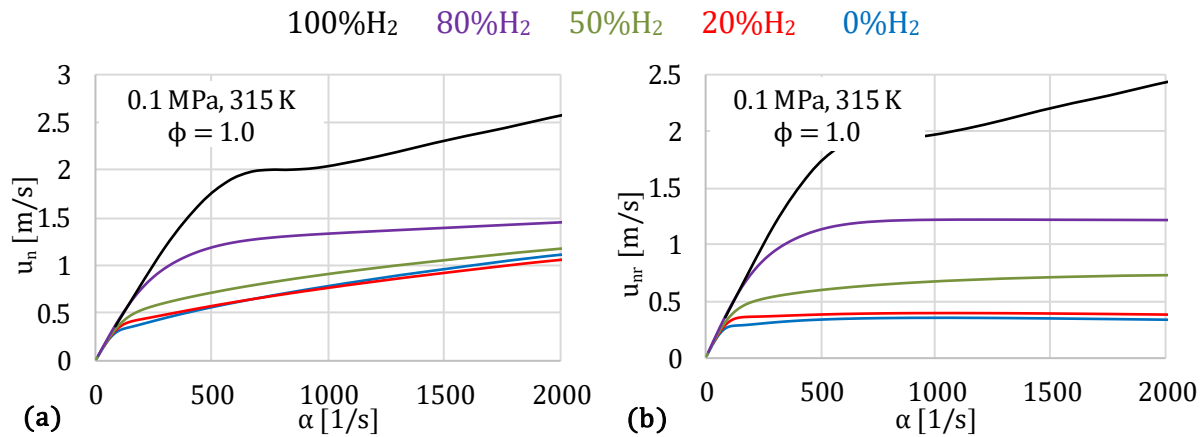 100%H₂ 80%H₂ 50%H₂ 20%H₂ 0%H₂
3
2.5
2
1.5
1
0.5
0
uₙ [m/s]
0.1 MPa, 315 K
ϕ = 1.0
0 500 1000 1500 2000
(a) α [1/s]
2.5
2
1.5
1
0.5
0
uₙᵣ [m/s]
0.1 MPa, 315 K
ϕ = 1.0
0 500 1000 1500 2000
(b) α [1/s]